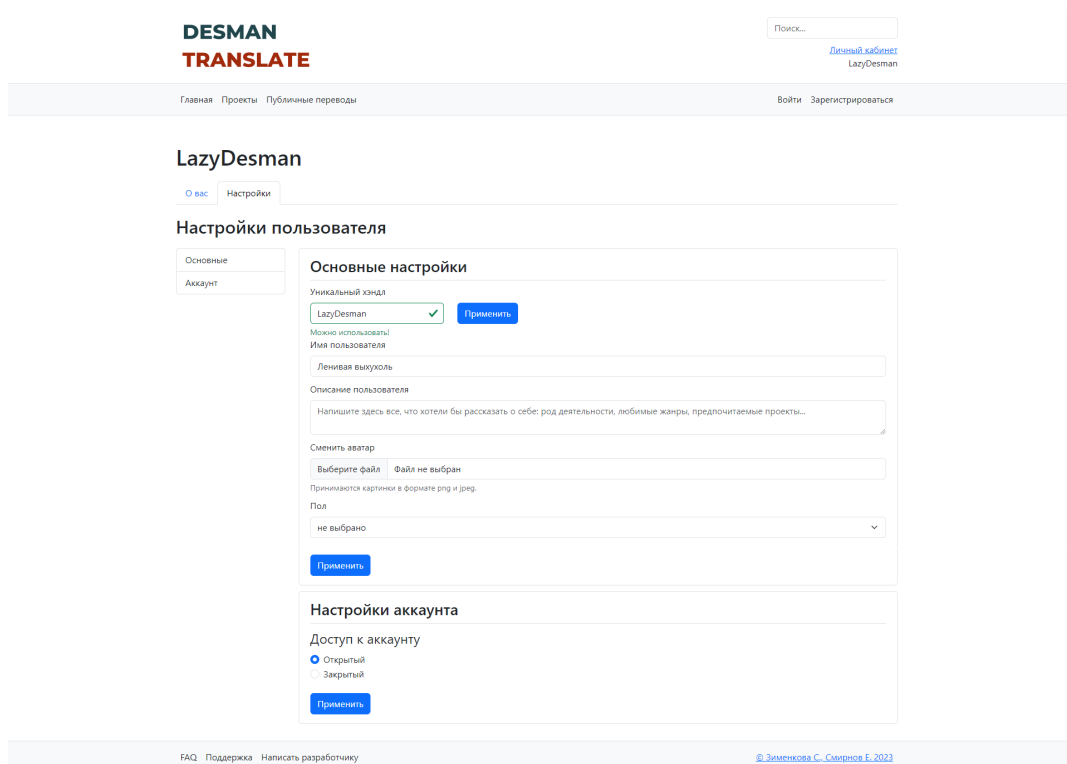 DESMAN
TRANSLATE
Поиск...
Личный кабинет
LazyDesman
Главная Проекты Публичные переводы
Войти Зарегистрироваться
LazyDesman
О вас Настройки
Настройки пользователя
Основные
Аккаунт
Основные настройки
Уникальный хэндл
LazyDesman Применить
Можно использовать!
Имя пользователя
Ленивая выхухоль
Описание пользователя
Напишите здесь все, что хотели бы рассказать о себе: род деятельности, любимые жанры, предпочитаемые проекты...
Сменить аватар
Выберите файл Файл не выбран
Принимаются картинки в формате png и jpeg.
Пол
не выбрано
Применить
Настройки аккаунта
Доступ к аккаунту
Открытый
Закрытый
Применить
FAQ Поддержка Написать разработчику
© Зименкова С., Смирнов Е. 2023